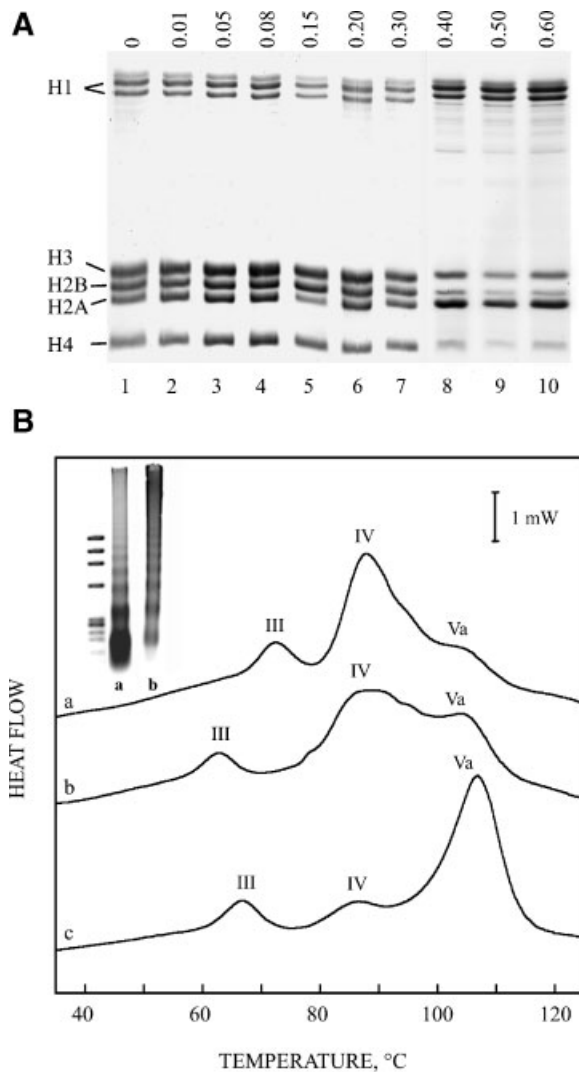 A
0 0.01 0.05 0.08 0.15 0.20 0.30 0.40 0.50 0.60
H1
H3
H2B
H2A
H4
1 2 3 4 5 6 7 8 9 10
B
1 mW
IV
III
Va
a b
a
IV
III
Va
b
Va
III
IV
c
HEAT FLOW
40 60 80 100 120
TEMPERATURE, °C